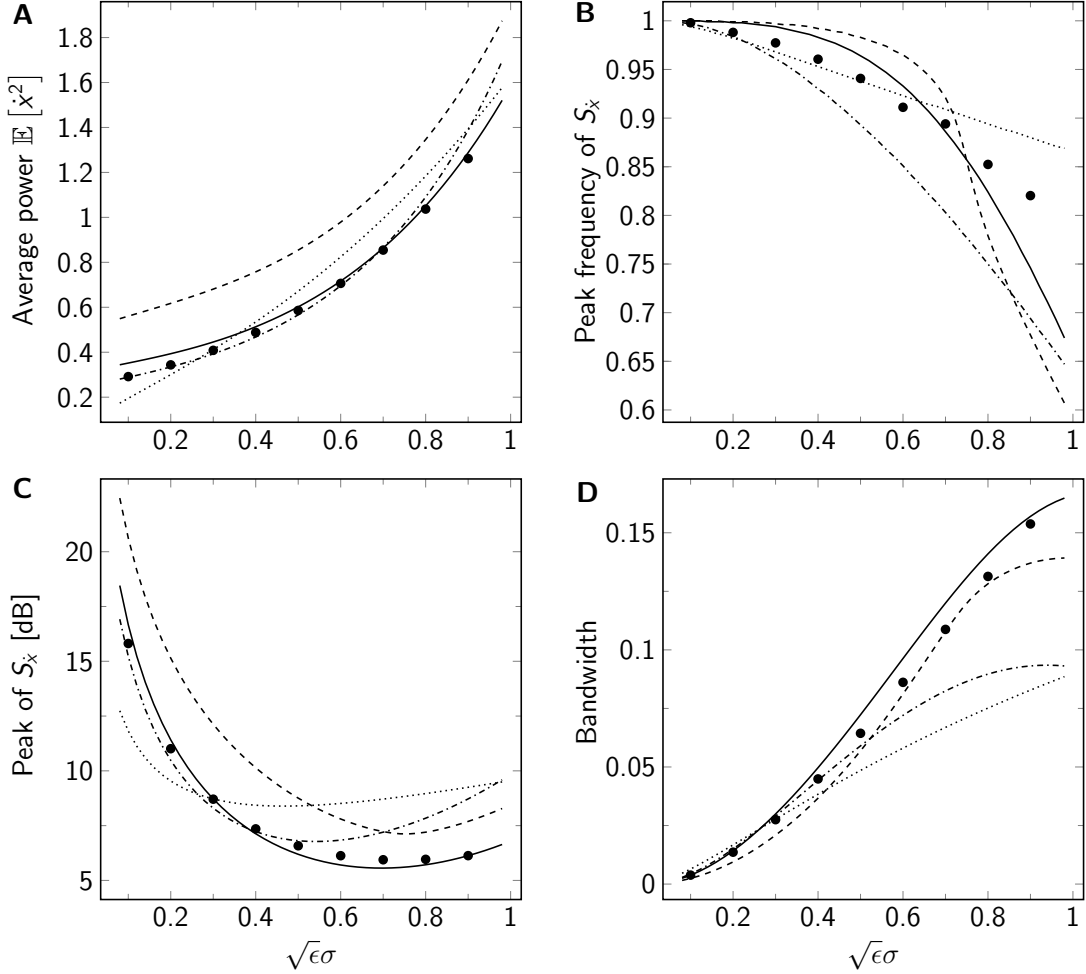 A
Average power 𝔼 [ẋ²]
1.8
1.6
1.4
1.2
1
0.8
0.6
0.4
0.2
0.2 0.4 0.6 0.8 1
B
Peak frequency of Sẋ
1
0.95
0.9
0.85
0.8
0.75
0.7
0.65
0.6
0.2 0.4 0.6 0.8 1
C
Peak of Sẋ [dB]
20
15
10
5
0.2 0.4 0.6 0.8 1
√ϵσ
D
Bandwidth
0.15
0.1
0.05
0
0.2 0.4 0.6 0.8 1
√ϵσ